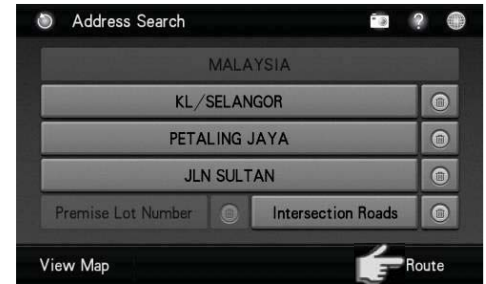 Address Search ?
MALAYSIA
KL/SELANGOR
PETALING JAYA
JLN SULTAN
Premise Lot Number Intersection Roads
View Map Route